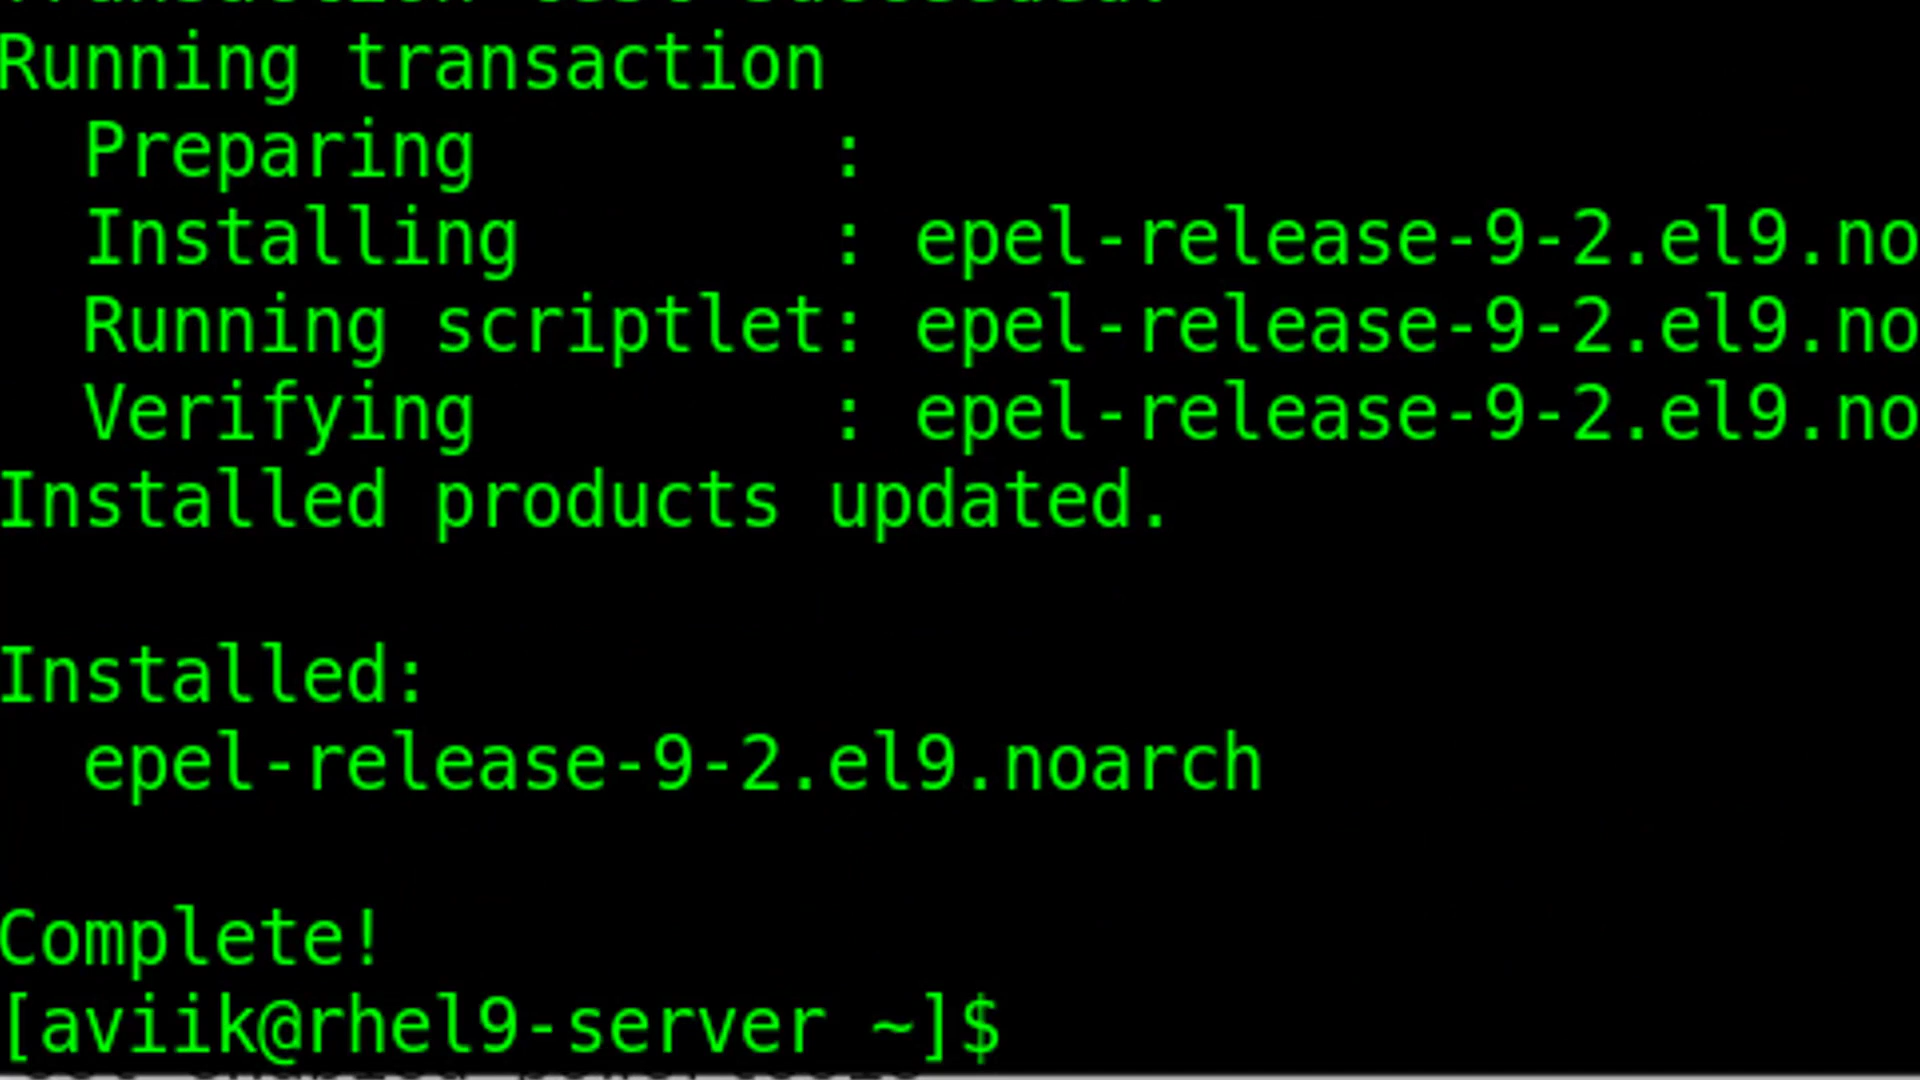 Running transaction
  Preparing        :
  Installing       : epel-release-9-2.el9.no
  Running scriptlet: epel-release-9-2.el9.no
  Verifying        : epel-release-9-2.el9.no
Installed products updated.

Installed:
  epel-release-9-2.el9.noarch

Complete!
[aviik@rhel9-server ~]$